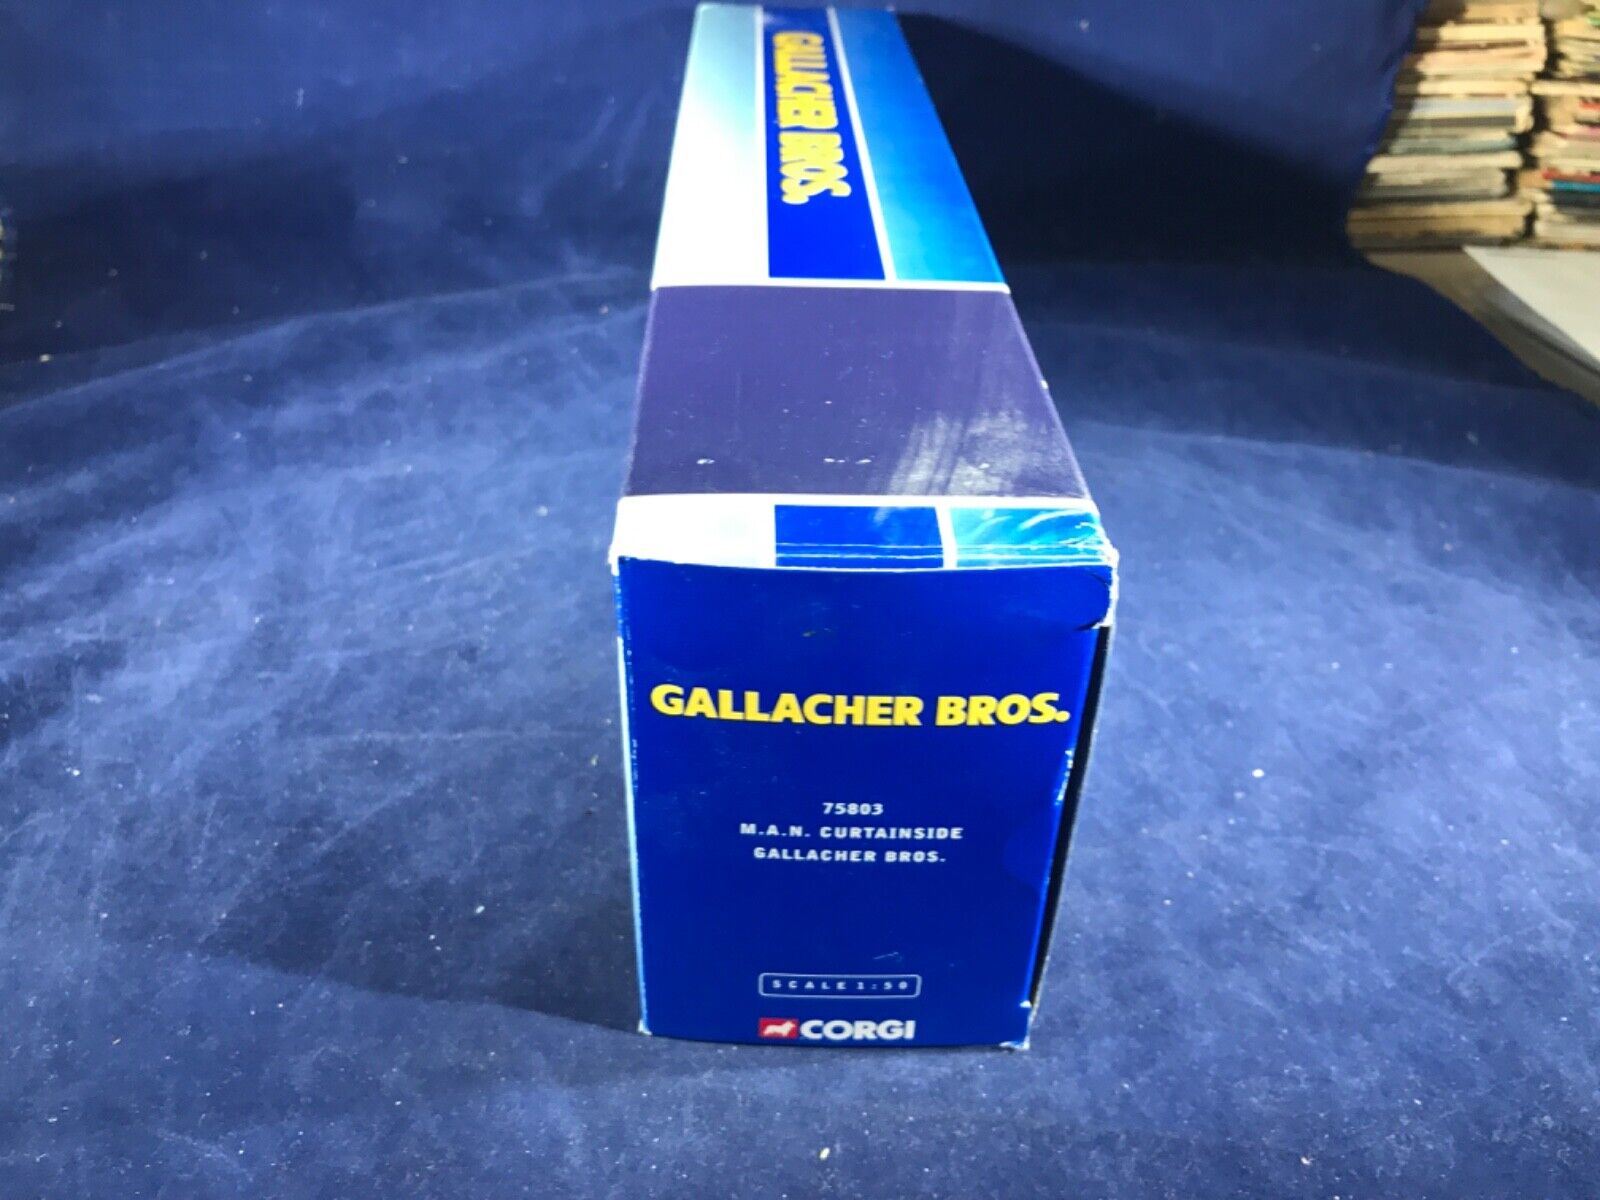 GALLACHER BROS.
GALLACHER BROS.
75803
M.A.N. CURTAINSIDE
GALLACHER BROS.
SCALE 1:50
CORGI